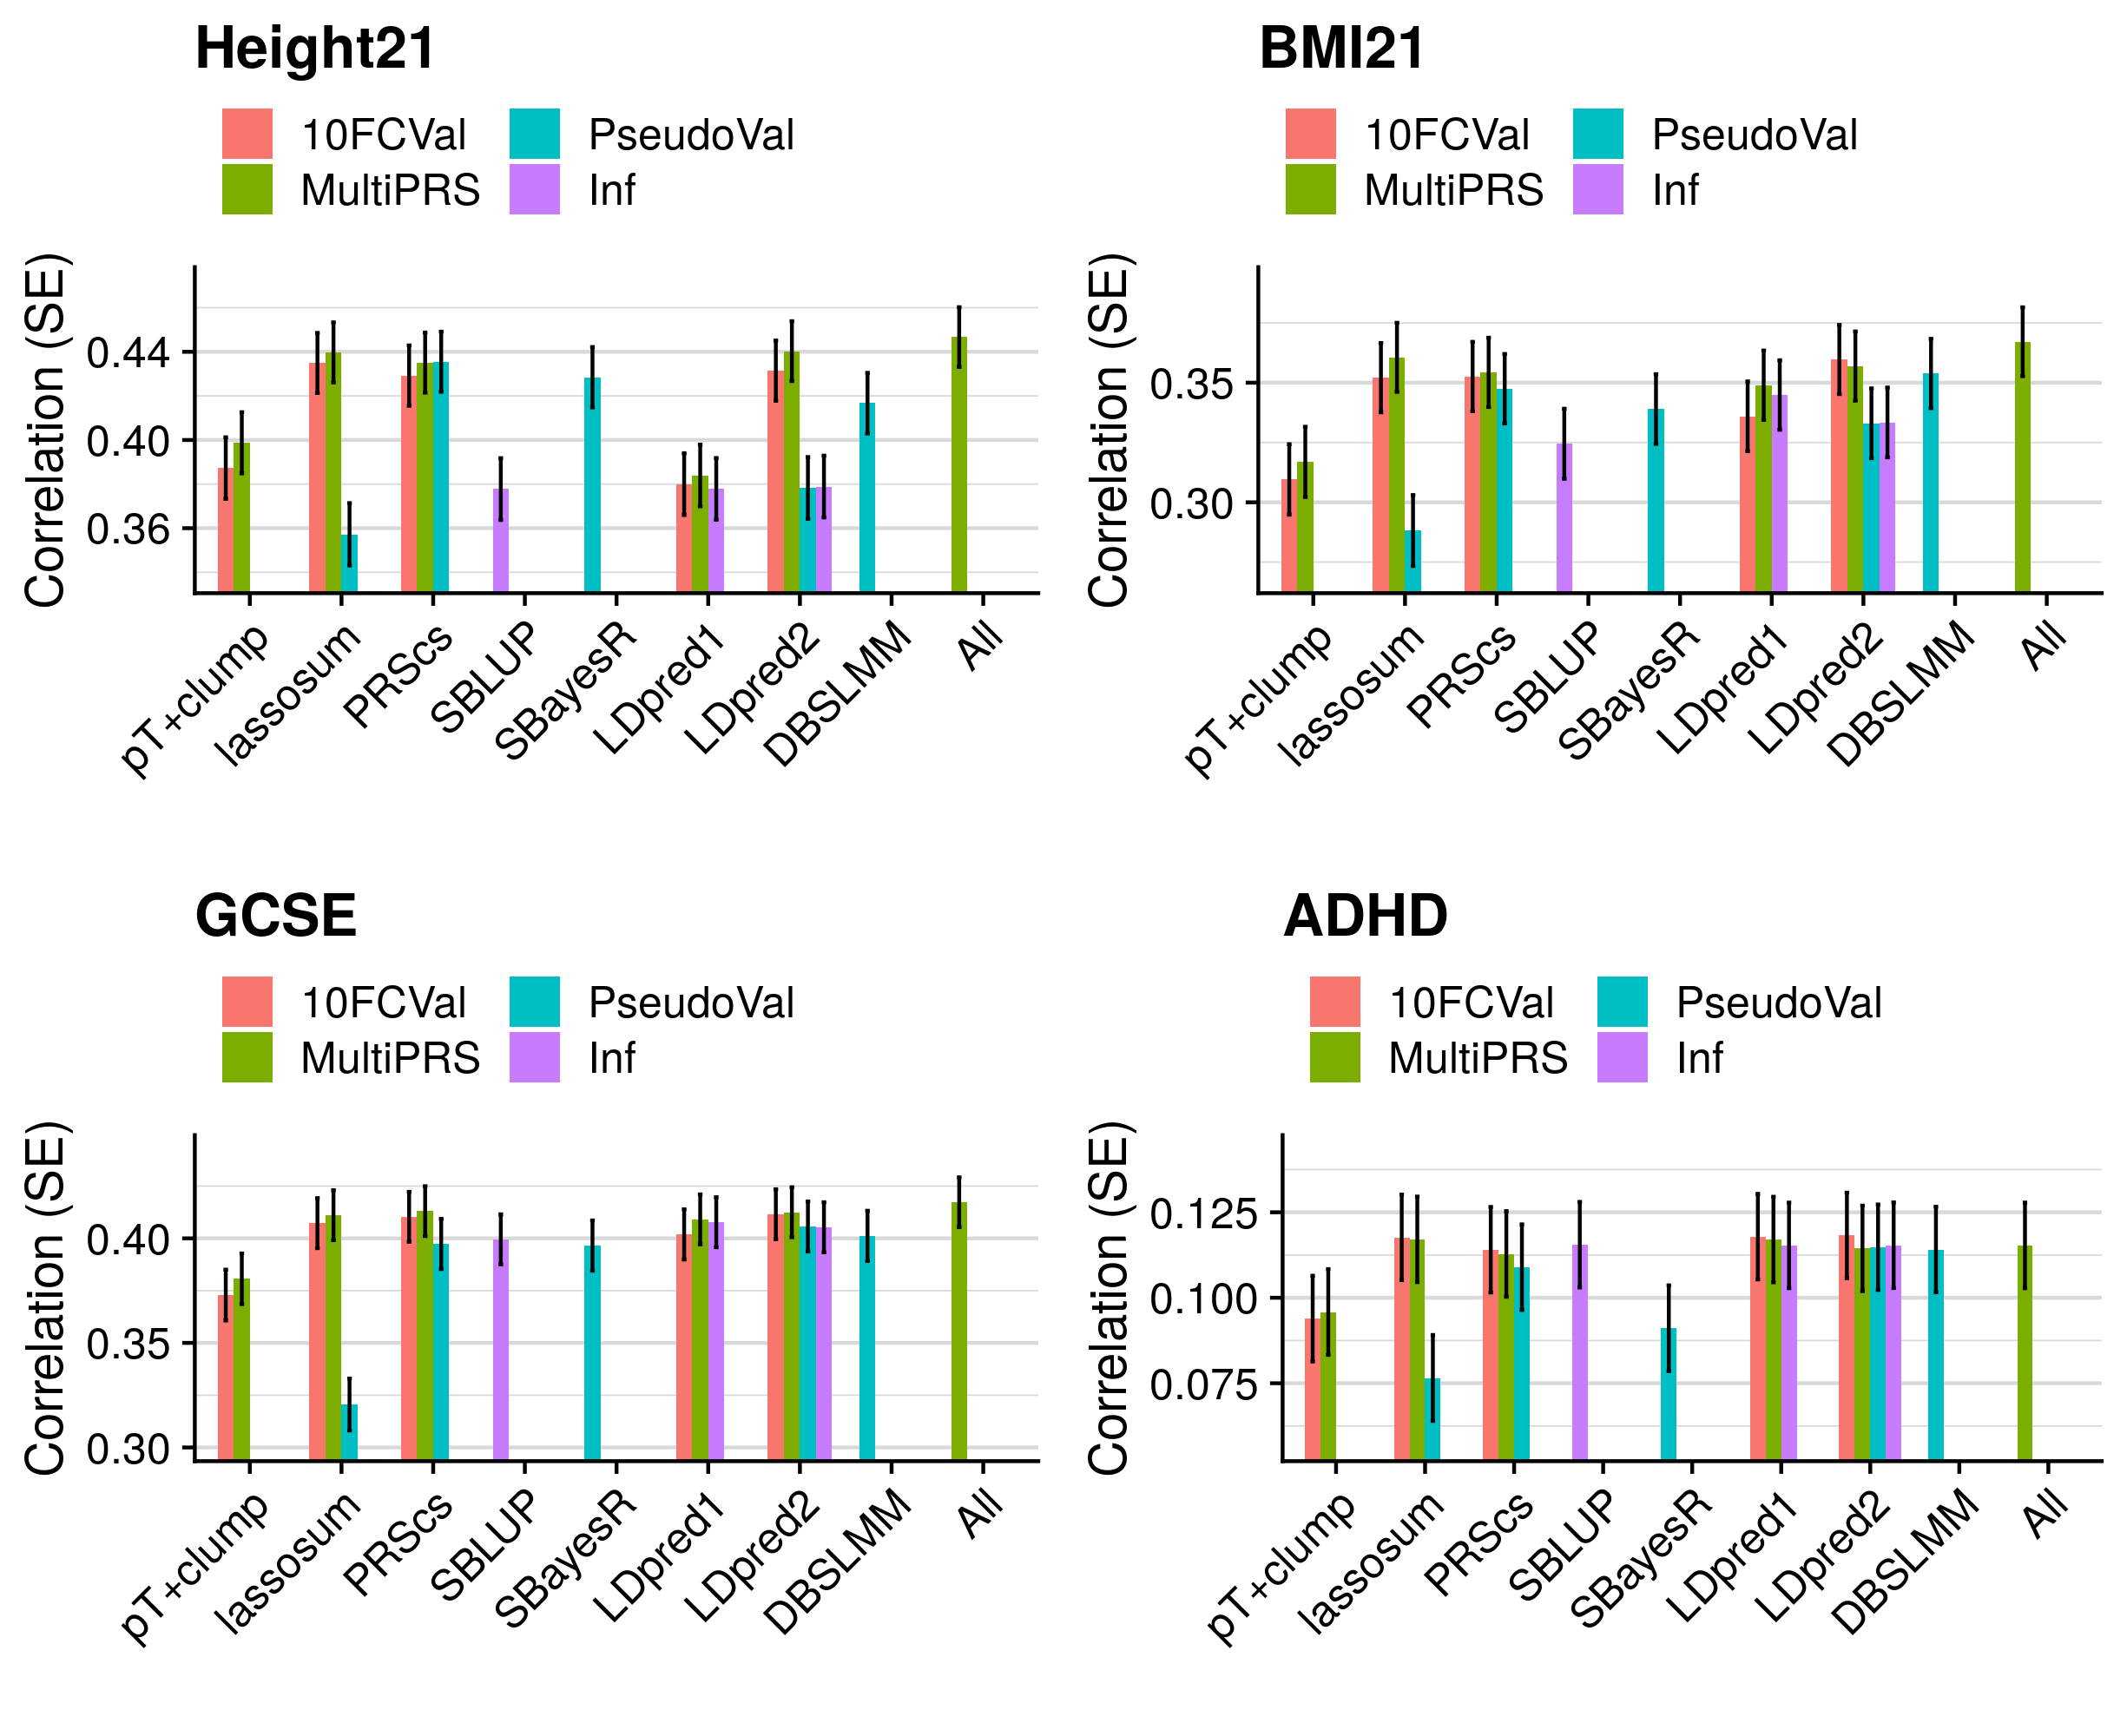 Height21
10FCVal
PseudoVal
MultiPRS
Inf
Correlation (SE)
0.44
0.40
0.36
pT+clump
lassosum
PRScs
SBLUP
SBayesR
LDpred1
LDpred2
DBSLMM
All
BMI21
10FCVal
PseudoVal
MultiPRS
Inf
Correlation (SE)
0.35
0.30
pT+clump
lassosum
PRScs
SBLUP
SBayesR
LDpred1
LDpred2
DBSLMM
All
GCSE
10FCVal
PseudoVal
MultiPRS
Inf
Correlation (SE)
0.40
0.35
0.30
pT+clump
lassosum
PRScs
SBLUP
SBayesR
LDpred1
LDpred2
DBSLMM
All
ADHD
10FCVal
PseudoVal
MultiPRS
Inf
Correlation (SE)
0.125
0.100
0.075
pT+clump
lassosum
PRScs
SBLUP
SBayesR
LDpred1
LDpred2
DBSLMM
All